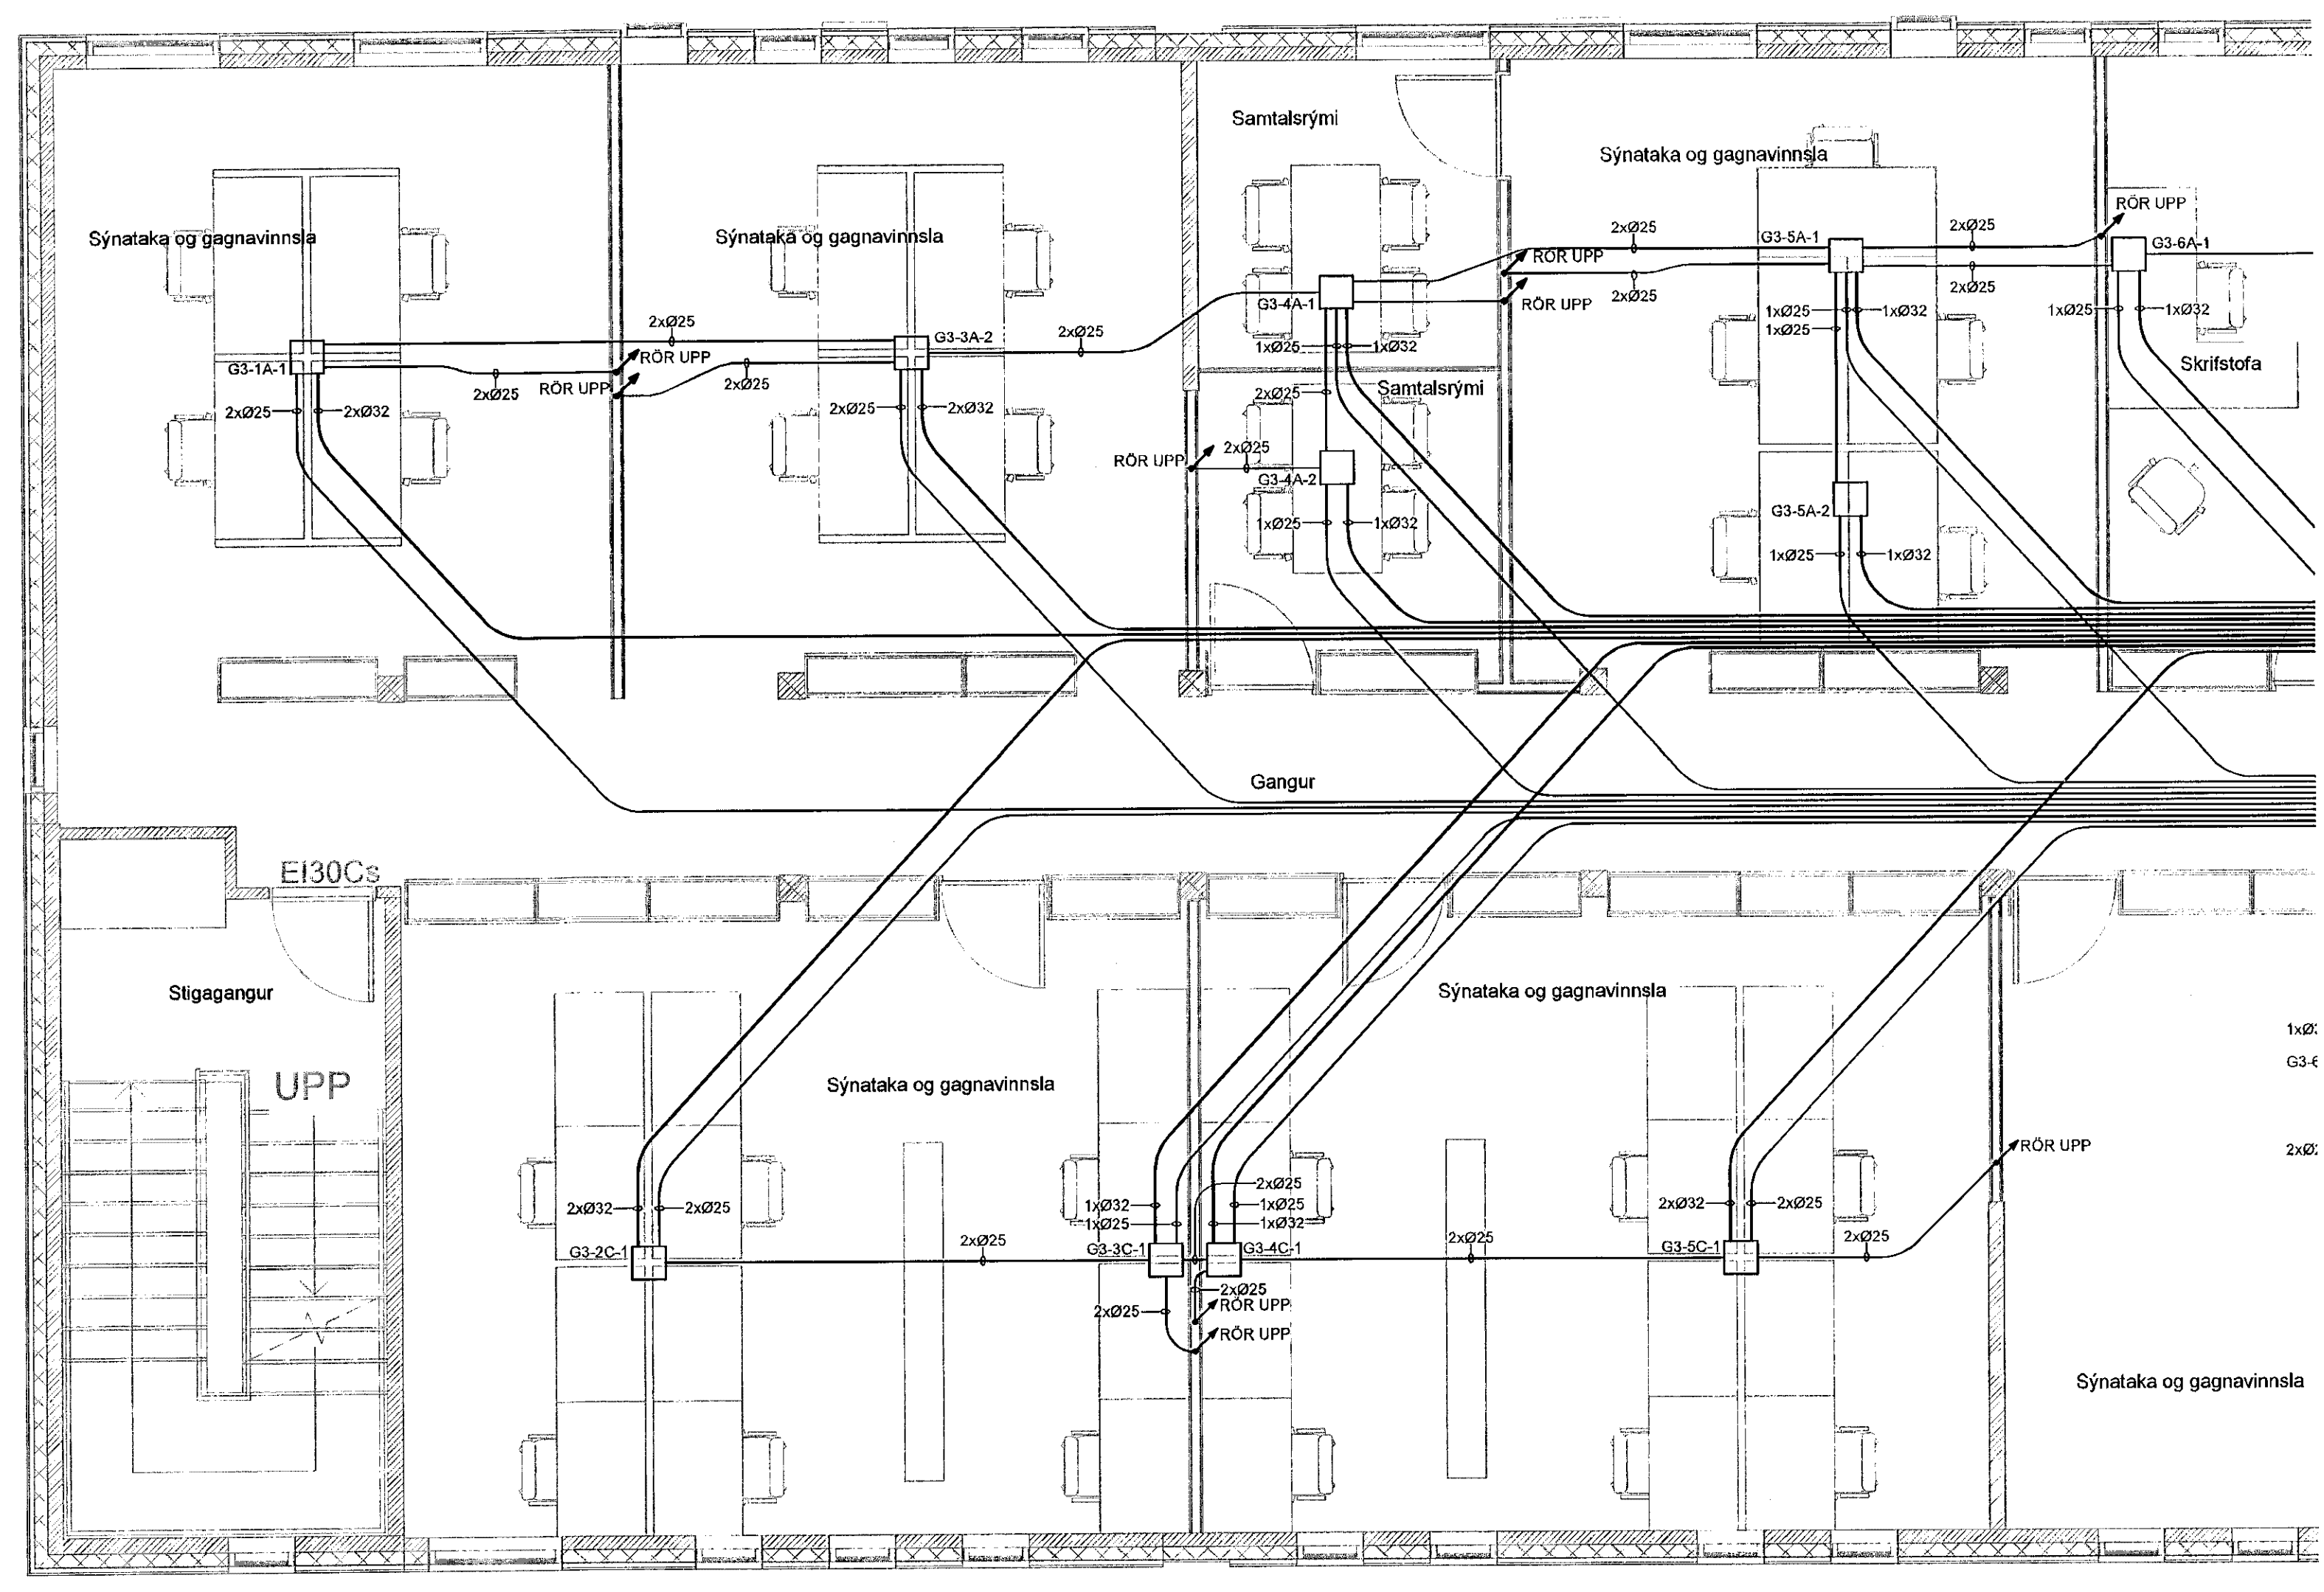 Samtalsrými
Sýnataka og gagnavinnsla
RÖR UPP
Sýnataka og gagnavinnsla
Sýnataka og gagnavinnsla
2xØ25
G3-5A-1
2xØ25
G3-6A-1
RÖR UPP
G3-4A-1
RÖR UPP
2xØ25
2xØ25
1xØ25
1xØ32
1xØ25
1xØ25
1xØ32
2xØ25
G3-3A-2
2xØ25
1xØ25
1xØ32
G3-1A-1
RÖR UPP
2xØ25
RÖR UPP
2xØ25
Samtalsrými
Skrifstofa
2xØ25
2xØ25
2xØ32
2xØ25
2xØ32
RÖR UPP
2xØ25
G3-4A-2
1xØ25
1xØ32
G3-5A-2
1xØ25
1xØ32
Gangur
EI30Cs
Stigagangur
Sýnataka og gagnavinnsla
UPP
Sýnataka og gagnavinnsla
RÖR UPP
2xØ32
2xØ25
1xØ32
1xØ25
2xØ25
1xØ25
1xØ32
2xØ32
2xØ25
G3-2C-1
2xØ25
G3-3C-1
G3-4C-1
2xØ25
G3-5C-1
2xØ25
2xØ25
2xØ25
RÖR UPP
RÖR UPP
Sýnataka og gagnavinnsla